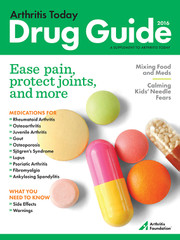 Arthritis Today
Drug Guide
2016
A SUPPLEMENT TO ARTHRITIS TODAY
Ease pain,
protect joints,
and more
Mixing Food
and Meds
Calming
Kids' Needle
Fears
MEDICATIONS FOR
Rheumatoid Arthritis
Osteoarthritis
Juvenile Arthritis
Gout
Osteoporosis
Sjögren's Syndrome
Lupus
Psoriatic Arthritis
Fibromyalgia
Ankylosing Spondylitis
WHAT YOU
NEED TO KNOW
Side Effects
Warnings
Arthritis
Foundation